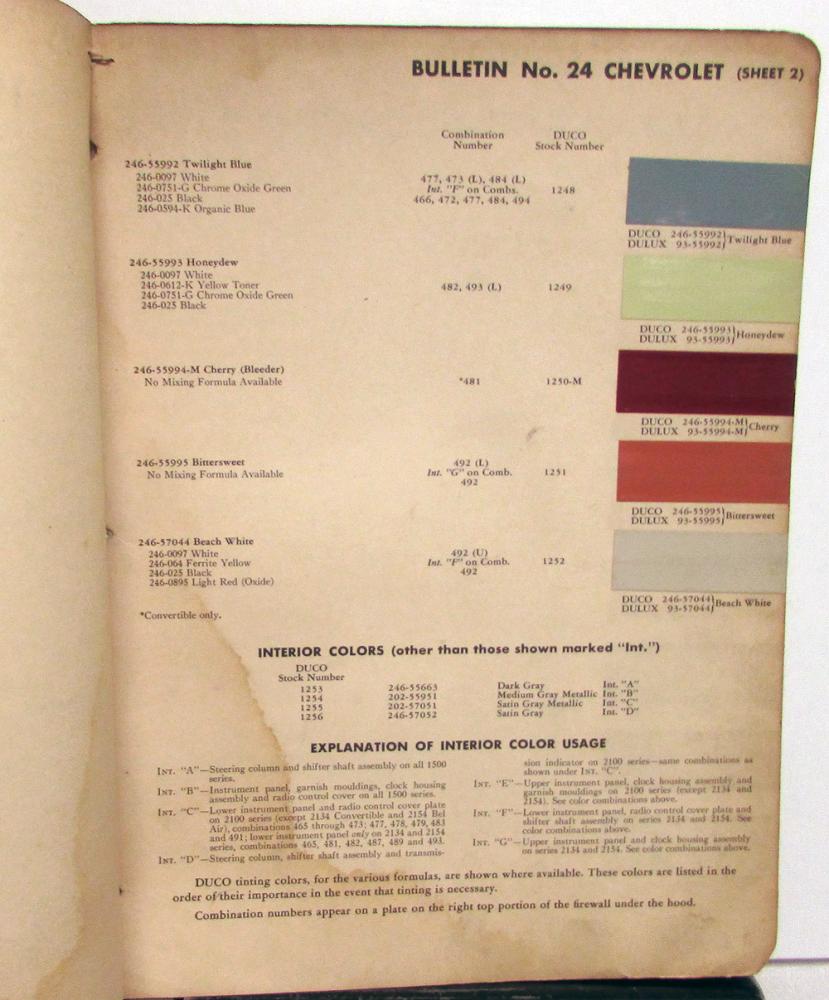 BULLETIN No. 24 CHEVROLET (SHEET 2)
Combination Number
DUCO Stock Number
246-55992 Twilight Blue
246-0097 White
246-0751-G Chrome Oxide Green
246-025 Black
246-0594-K Organic Blue
477, 473 (L), 484 (L)
Int. "F" on Combs.
466, 472, 477, 484, 494
1248
DUCO 246-55992
DULUX 93-55992
Twilight Blue
246-55993 Honeydew
246-0097 White
246-0612-K Yellow Toner
246-0751-G Chrome Oxide Green
246-025 Black
482, 493 (L)
1249
DUCO 246-55993
DULUX 93-55993
Honeydew
246-55994-M Cherry (Bleeder)
No Mixing Formula Available
*481
1250-M
DUCO 246-55994-M
DULUX 93-55994-M
Cherry
246-55995 Bittersweet
No Mixing Formula Available
492 (L)
Int. "G" on Comb.
492
1251
DUCO 246-55995
DULUX 93-55995
Bittersweet
246-57044 Beach White
246-0097 White
246-064 Ferrite Yellow
246-025 Black
246-0895 Light Red (Oxide)
492 (U)
Int. "F" on Comb.
492
1252
DUCO 246-57044
DULUX 93-57044
Beach White
*Convertible only.
INTERIOR COLORS (other than those shown marked "Int.")
DUCO
Stock Number
1253 246-55663 Dark Gray Int. "A"
1254 202-55951 Medium Gray Metallic Int. "B"
1255 202-57051 Satin Gray Metallic Int. "C"
1256 246-57052 Satin Gray Int. "D"
EXPLANATION OF INTERIOR COLOR USAGE
INT. "A"—Steering column and shifter shaft assembly on all 1500
series.
INT. "B"—Instrument panel, garnish mouldings, clock housing
assembly and radio control cover on all 1500 series.
INT. "C"—Lower instrument panel and radio control cover plate
on 2100 series (except 2134 Convertible and 2154 Bel
Air), combinations 465 through 473; 477, 478, 479, 483
and 491; lower instrument panel only on 2134 and 2154
series, combinations 465, 481, 482, 487, 489 and 493.
INT. "D"—Steering column, shifter shaft assembly and transmis-
sion indicator on 2100 series—same combinations as
shown under INT. "C".
INT. "E"—Upper instrument panel, clock housing assembly and
garnish mouldings on 2100 series (except 2134 and
2154). See color combinations above.
INT. "F"—Lower instrument panel, radio control cover plate and
shifter shaft assembly on series 2134 and 2154. See
color combinations above.
INT. "G"—Upper instrument panel and clock housing assembly
on series 2134 and 2154. See color combinations above.
DUCO tinting colors, for the various formulas, are shown where available. These colors are listed in the
order of their importance in the event that tinting is necessary.
Combination numbers appear on a plate on the right top portion of the firewall under the hood.